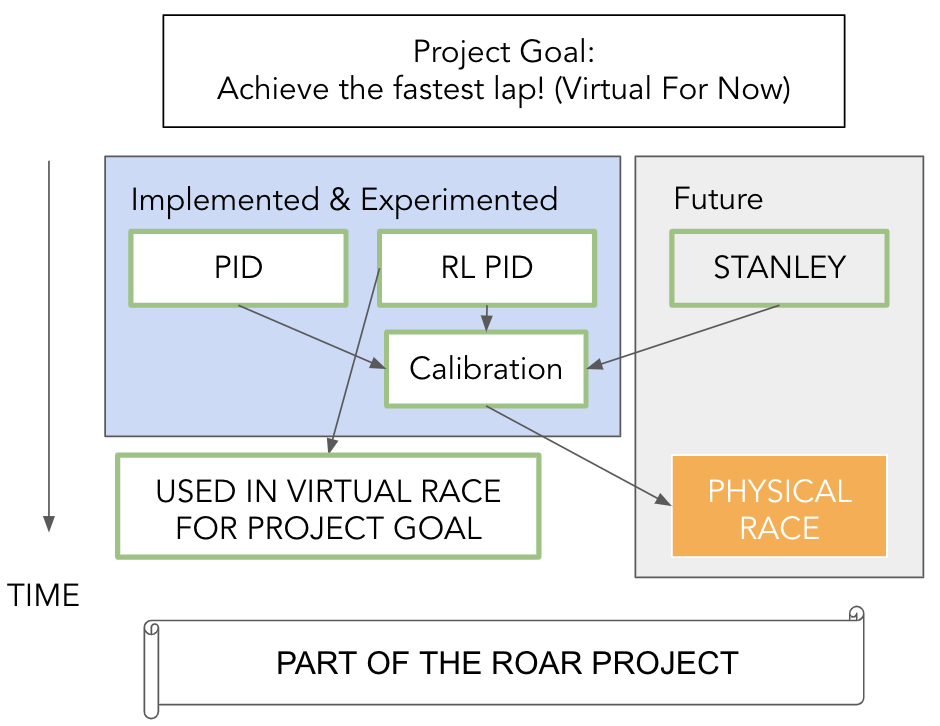 Project Goal:
Achieve the fastest lap! (Virtual For Now)
Implemented & Experimented
Future
PID
RL PID
STANLEY
Calibration
USED IN VIRTUAL RACE
FOR PROJECT GOAL
PHYSICAL
RACE
TIME
PART OF THE ROAR PROJECT